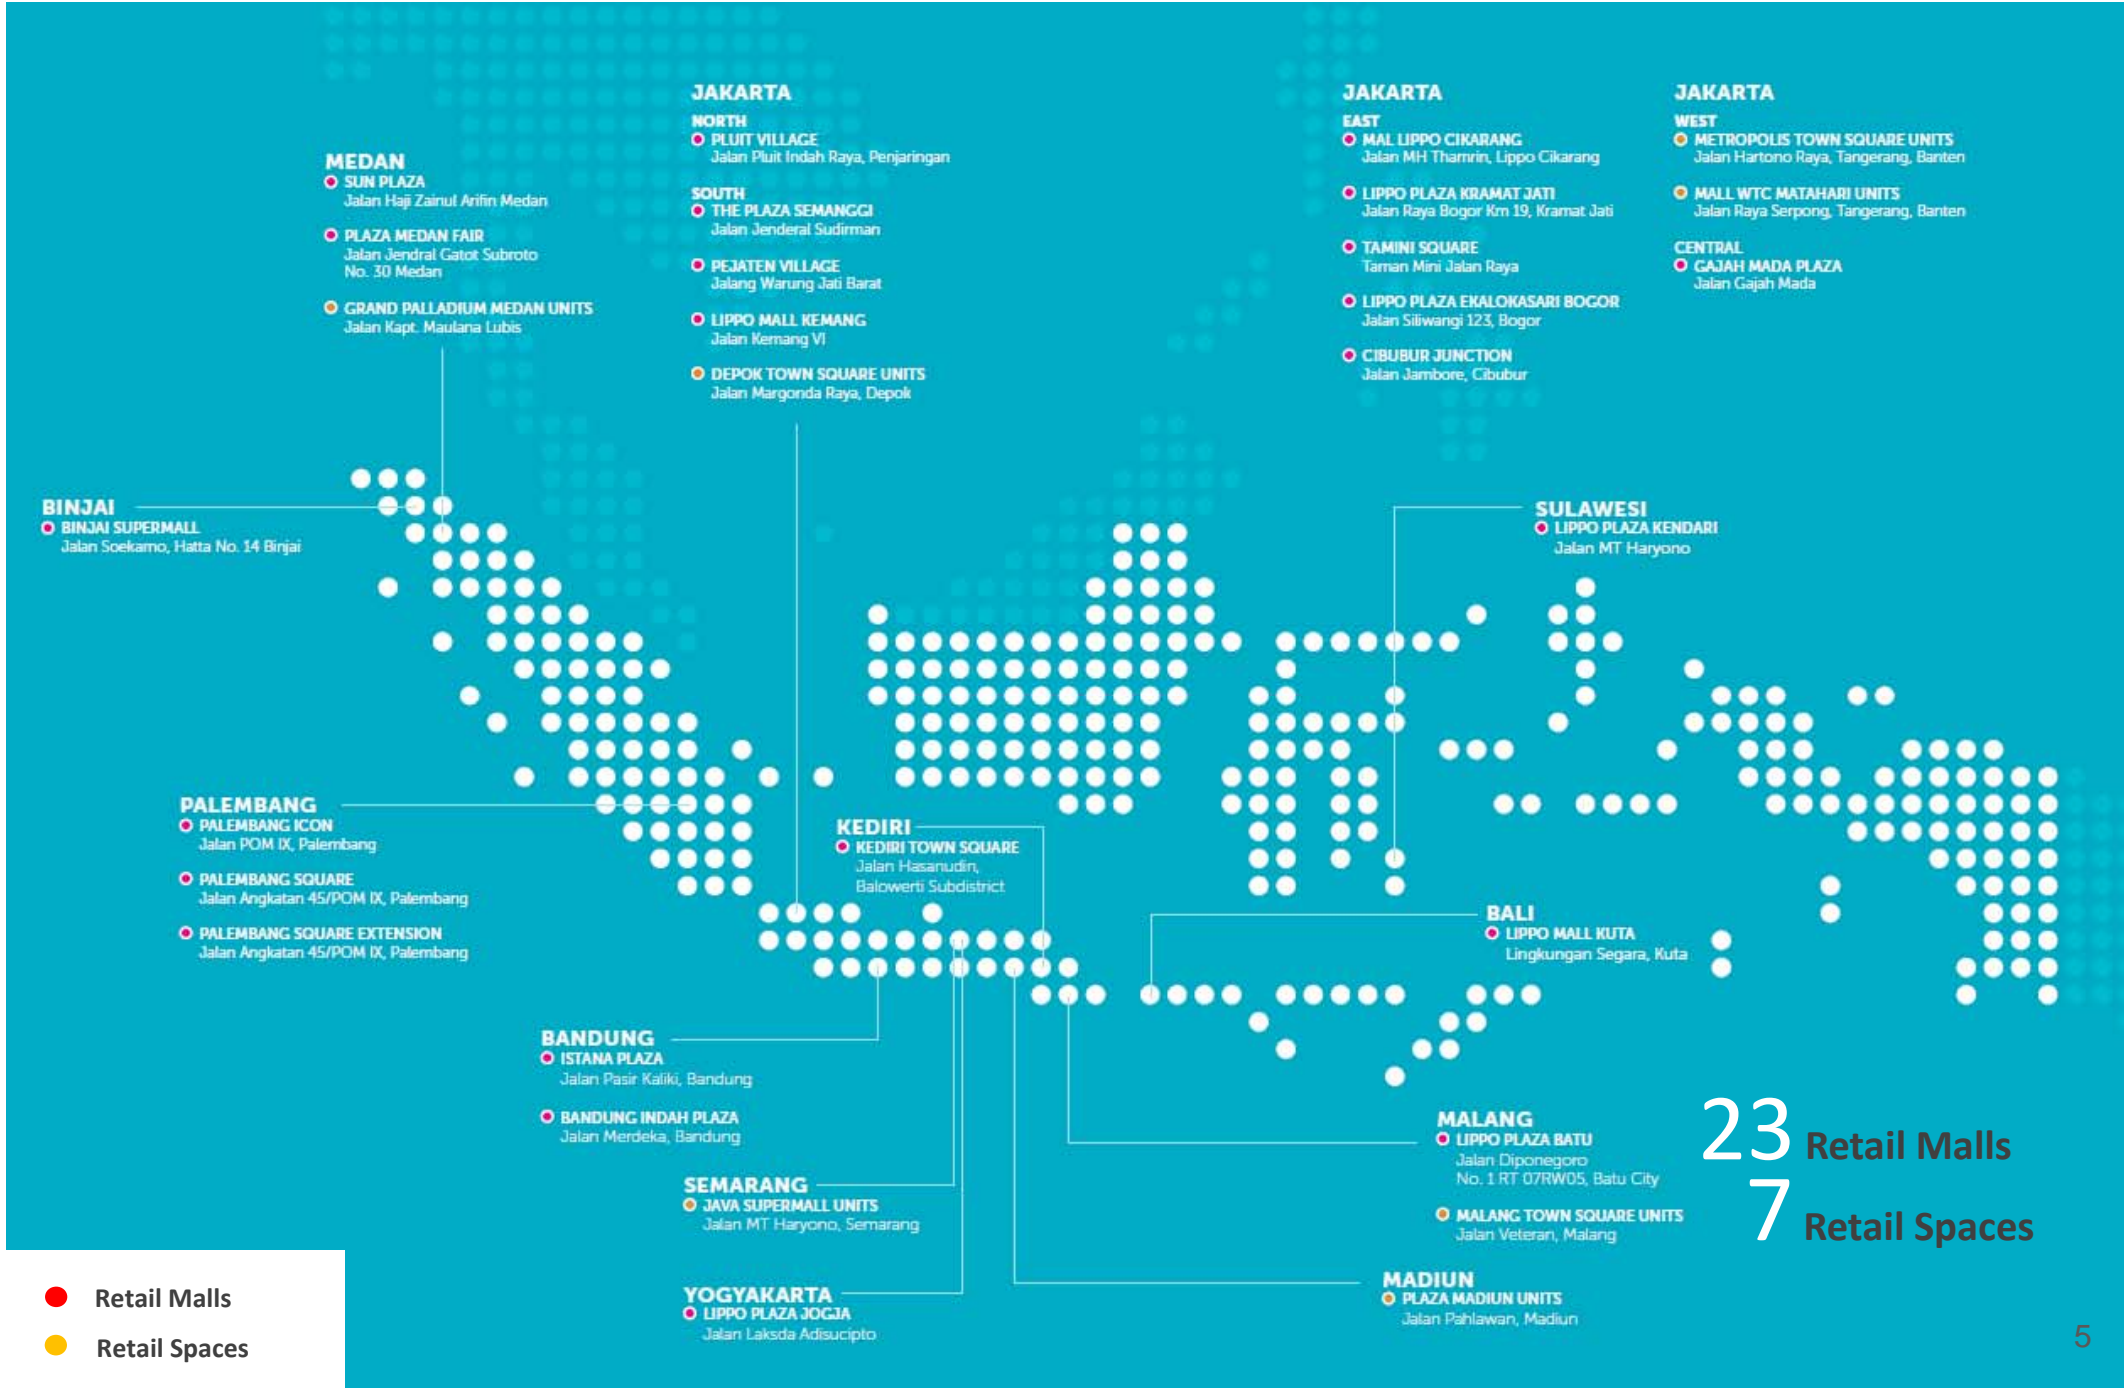 JAKARTA
NORTH
PLUIT VILLAGE
Jalan Pluit Indah Raya, Penjaringan
SOUTH
THE PLAZA SEMANGGI
Jalan Jenderal Sudirman
PEJATEN VILLAGE
Jalang Warung Jati Barat
LIPPO MALL KEMANG
Jalan Kemang VI
DEPOK TOWN SQUARE UNITS
Jalan Margonda Raya, Depok
JAKARTA
EAST
MAL LIPPO CIKARANG
Jalan MH Thamrin, Lippo Cikarang
LIPPO PLAZA KRAMAT JATI
Jalan Raya Bogor Km 19, Kramat Jati
TAMINI SQUARE
Taman Mini Jalan Raya
LIPPO PLAZA EKALOKASARI BOGOR
Jalan Siliwangi 123, Bogor
CIBUBUR JUNCTION
Jalan Jambore, Cibubur
JAKARTA
WEST
METROPOLIS TOWN SQUARE UNITS
Jalan Hartono Raya, Tangerang, Banten
MALL WTC MATAHARI UNITS
Jalan Raya Serpong, Tangerang, Banten
CENTRAL
GAJAH MADA PLAZA
Jalan Gajah Mada
MEDAN
SUN PLAZA
Jalan Haji Zainul Arifin Medan
PLAZA MEDAN FAIR
Jalan Jendral Gatot Subroto
No. 30 Medan
GRAND PALLADIUM MEDAN UNITS
Jalan Kapt. Maulana Lubis
BINJAI
BINJAI SUPERMALL
Jalan Soekarno, Hatta No. 14 Binjai
SULAWESI
LIPPO PLAZA KENDARI
Jalan MT Haryono
PALEMBANG
PALEMBANG ICON
Jalan POM IX, Palembang
PALEMBANG SQUARE
Jalan Angkatan 45/POM IX, Palembang
PALEMBANG SQUARE EXTENSION
Jalan Angkatan 45/POM IX, Palembang
KEDIRI
KEDIRI TOWN SQUARE
Jalan Hasanudin,
Balowerti Subdistrict
BALI
LIPPO MALL KUTA
Lingkungan Segara, Kuta
BANDUNG
ISTANA PLAZA
Jalan Pasir Kaliki, Bandung
BANDUNG INDAH PLAZA
Jalan Merdeka, Bandung
SEMARANG
JAVA SUPERMALL UNITS
Jalan MT Haryono, Semarang
YOGYAKARTA
LIPPO PLAZA JOGJA
Jalan Laksda Adisucipto
MALANG
LIPPO PLAZA BATU
Jalan Diponegoro
No. 1 RT 07RW05, Batu City
MALANG TOWN SQUARE UNITS
Jalan Veteran, Malang
MADIUN
PLAZA MADIUN UNITS
Jalan Pahlawan, Madiun
23 Retail Malls
7 Retail Spaces
Retail Malls
Retail Spaces
5